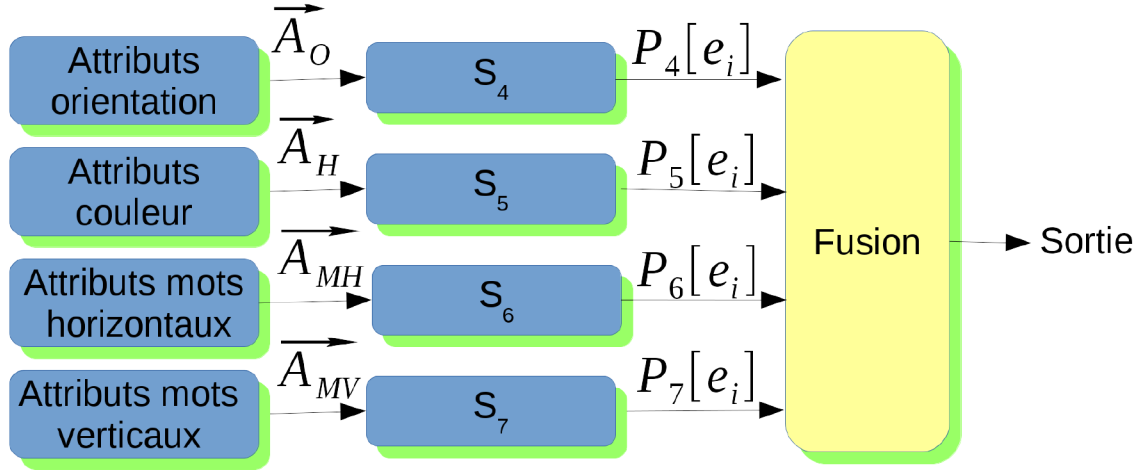 Attributs
orientation
A_O
S_4
P_4[e_i]
Attributs
couleur
A_H
S_5
P_5[e_i]
Attributs mots
horizontaux
A_MH
S_6
P_6[e_i]
Attributs mots
verticaux
A_MV
S_7
P_7[e_i]
Fusion
Sortie